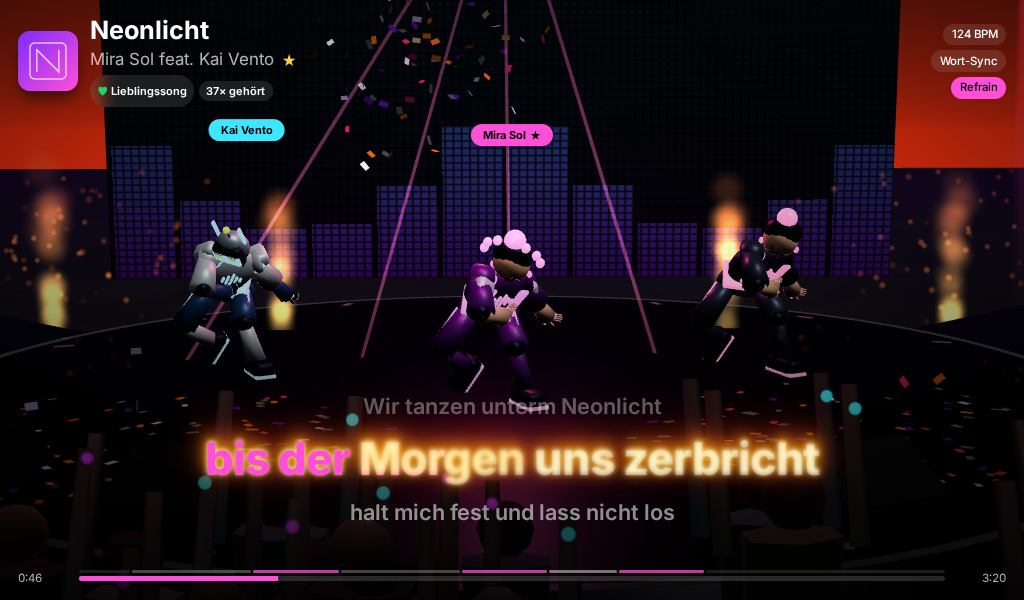 Neonlicht
Mira Sol feat. Kai Vento ★
Lieblingssong
37× gehört
124 BPM
Wort-Sync
Refrain
Kai Vento
Mira Sol ★
Wir tanzen unterm Neonlicht
bis der Morgen uns zerbricht
halt mich fest und lass nicht los
0:46
3:20